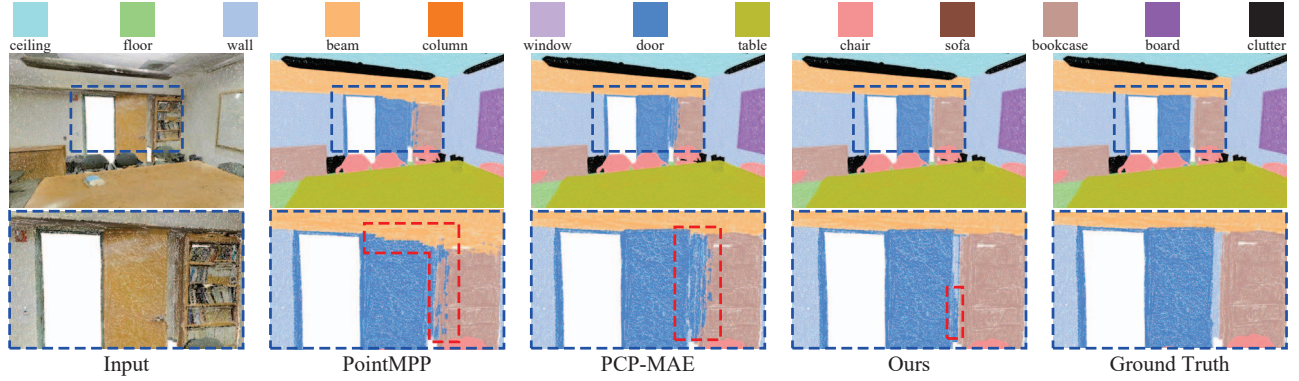 ceiling floor wall beam column window door table chair sofa bookcase board clutter
Input PointMPP PCP-MAE Ours Ground Truth